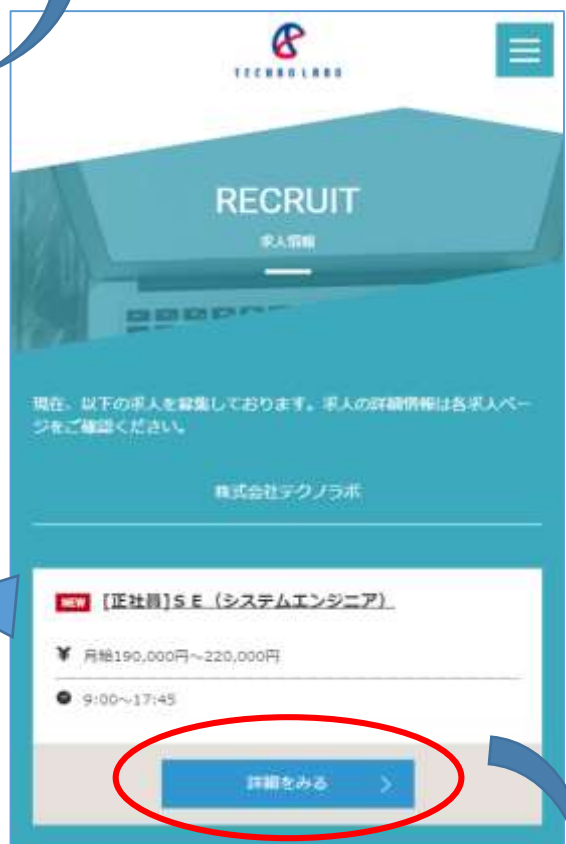 TECHNO LABO
RECRUIT
求人情報
現在、以下の求人を募集しております。求人の詳細情報は各求人ペー
ジをご確認ください。
株式会社テクノラボ
NEW [正社員]ＳＥ（システムエンジニア）
¥ 月給190,000円～220,000円
9:00～17:45
詳細をみる